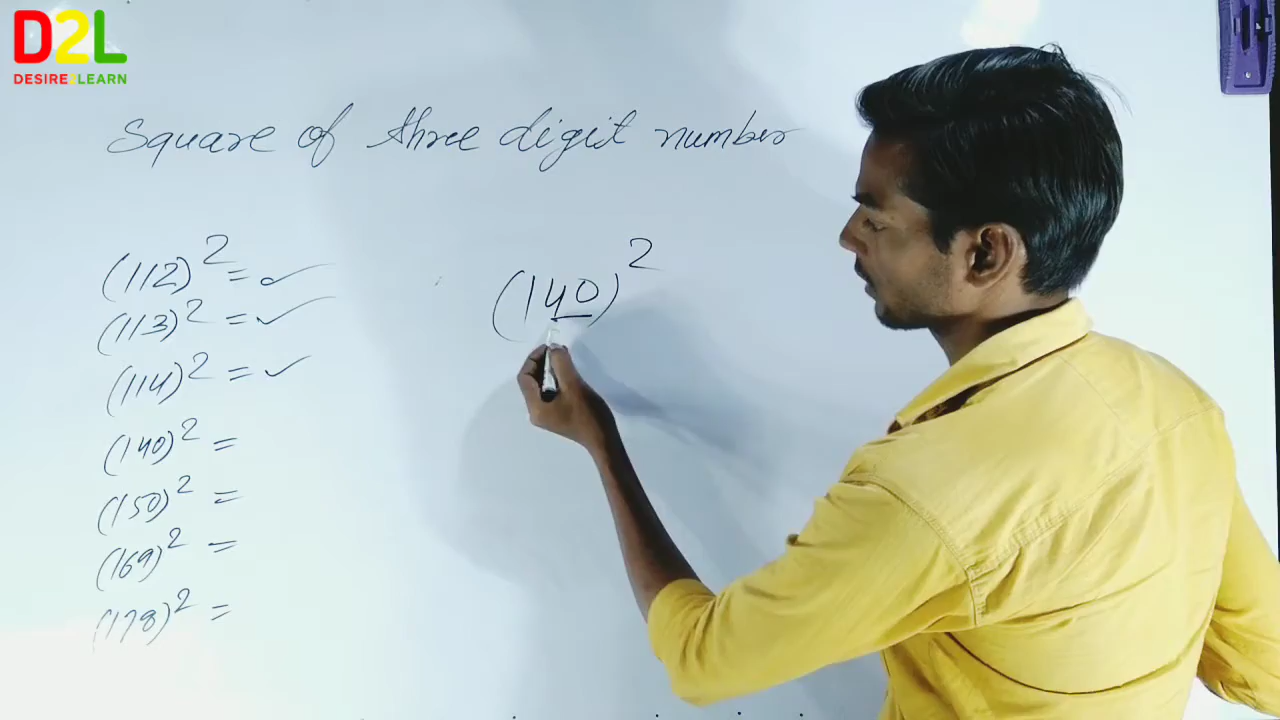 D2L
DESIRE2LEARN
Square of three digit number
(112)² = ✓
(113)² = ✓
(114)² = ✓
(140)² =
(150)² =
(169)² =
(178)² =
(140)²